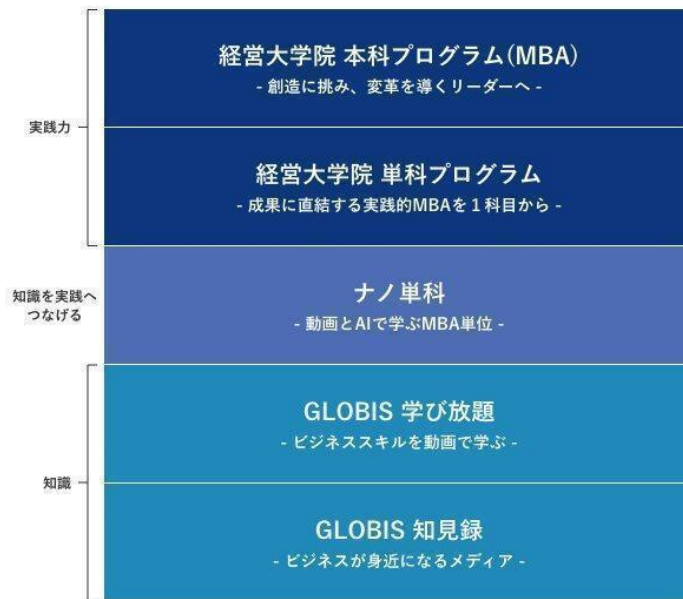 経営大学院 本科プログラム(MBA)
- 創造に挑み、変革を導くリーダーへ -
実践力
経営大学院 単科プログラム
- 成果に直結する実践的MBAを１科目から -
知識を実践へ
つなげる
ナノ単科
- 動画とAIで学ぶMBA単位 -
GLOBIS 学び放題
- ビジネススキルを動画で学ぶ -
知識
GLOBIS 知見録
- ビジネスが身近になるメディア -